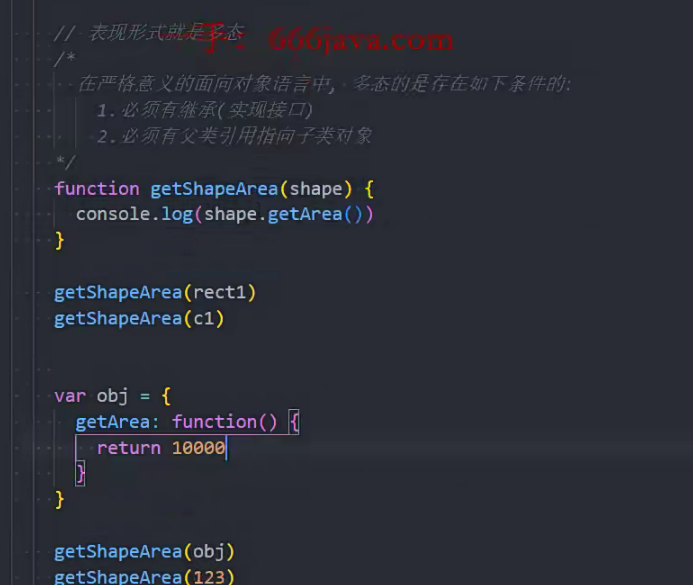 // 表现形式就是多态
/*
在严格意义的面向对象语言中, 多态的是存在如下条件的:
1.必须有继承(实现接口)
2.必须有父类引用指向子类对象
*/
function getShapeArea(shape) {
console.log(shape.getArea())
}
getShapeArea(rect1)
getShapeArea(c1)
var obj = {
getArea: function() {
return 10000
}
}
getShapeArea(obj)
getShapeArea(123)
666java.com